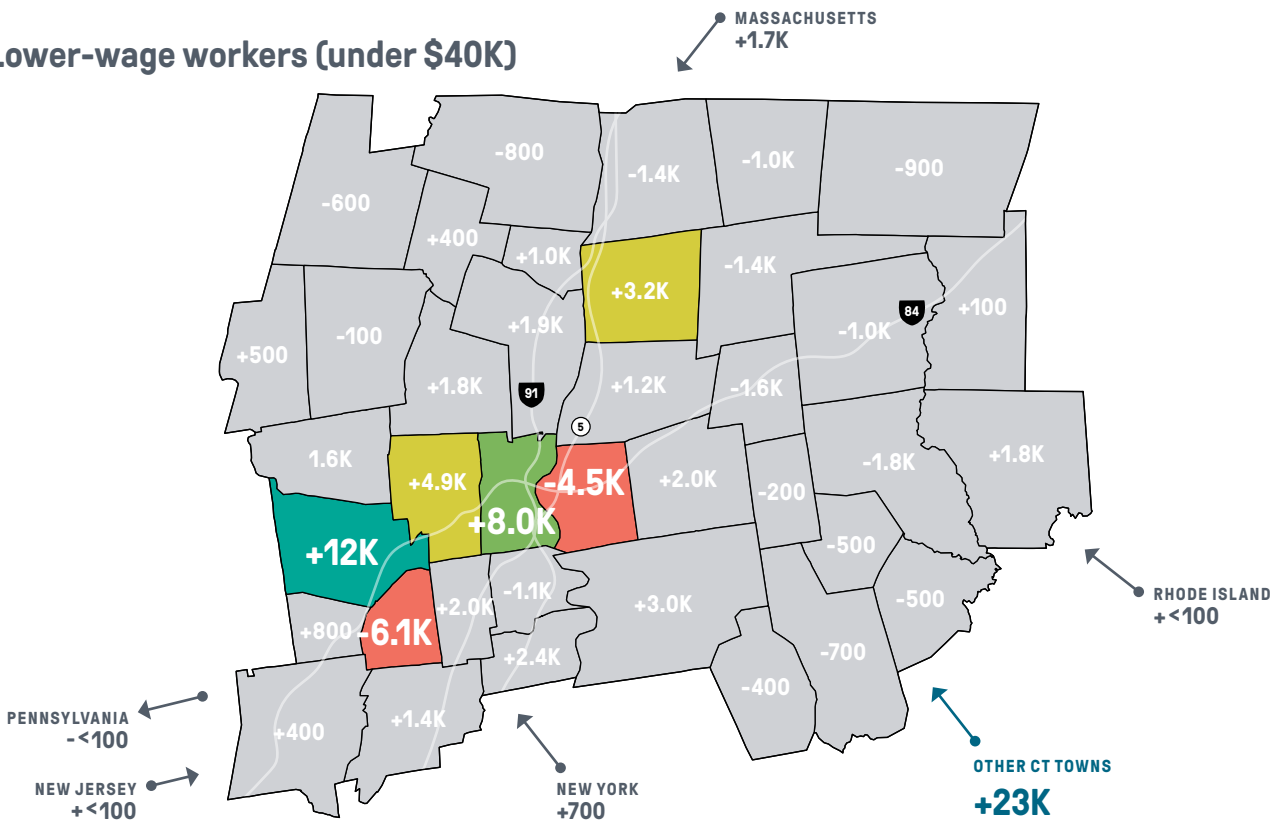 MASSACHUSETTS
+1.7K
Lower-wage workers (under $40K)
-800
-1.4K
-1.0K
-900
-600
+400
+1.0K
-1.4K
+3.2K
+1.9K
-1.0K
84
+100
-100
+500
+1.8K
91
+1.2K
-1.6K
5
1.6K
+4.9K
-4.5K
+2.0K
-200
-1.8K
+1.8K
+8.0K
+12K
-500
-1.1K
+2.0K
+3.0K
-500
RHODE ISLAND
+<100
+800
-6.1K
+2.4K
-700
-400
PENNSYLVANIA
-<100
+400
+1.4K
NEW JERSEY
+<100
NEW YORK
+700
OTHER CT TOWNS
+23K